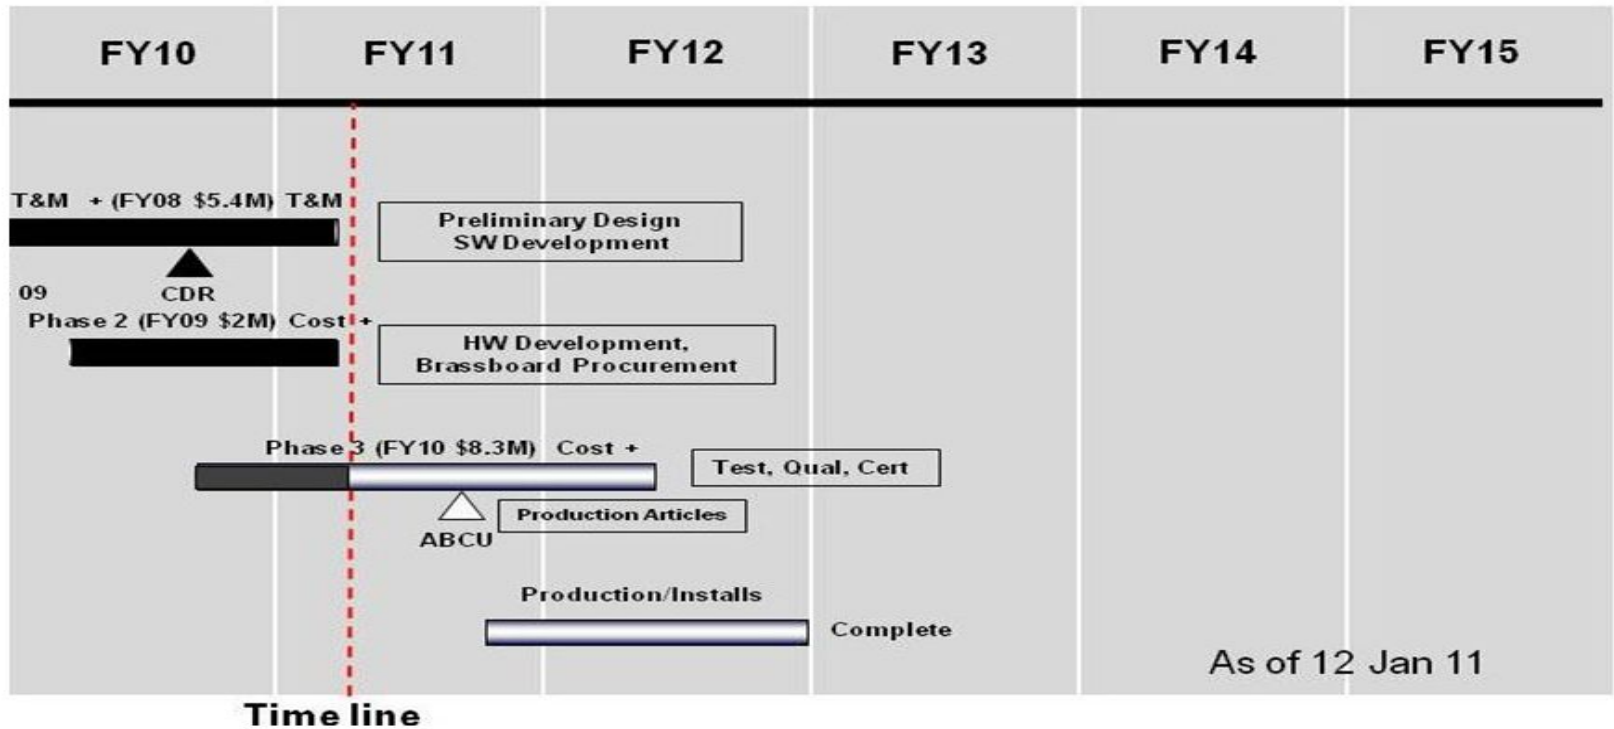 FY10 FY11 FY12 FY13 FY14 FY15
T&M + (FY08 $5.4M) T&M
Preliminary Design
SW Development
CDR
09
Phase 2 (FY09 $2M) Cost +
HW Development,
Brassboard Procurement
Phase 3 (FY10 $8.3M) Cost +
Test, Qual, Cert
Production Articles
ABCU
Production/Installs
Complete
As of 12 Jan 11
Time line